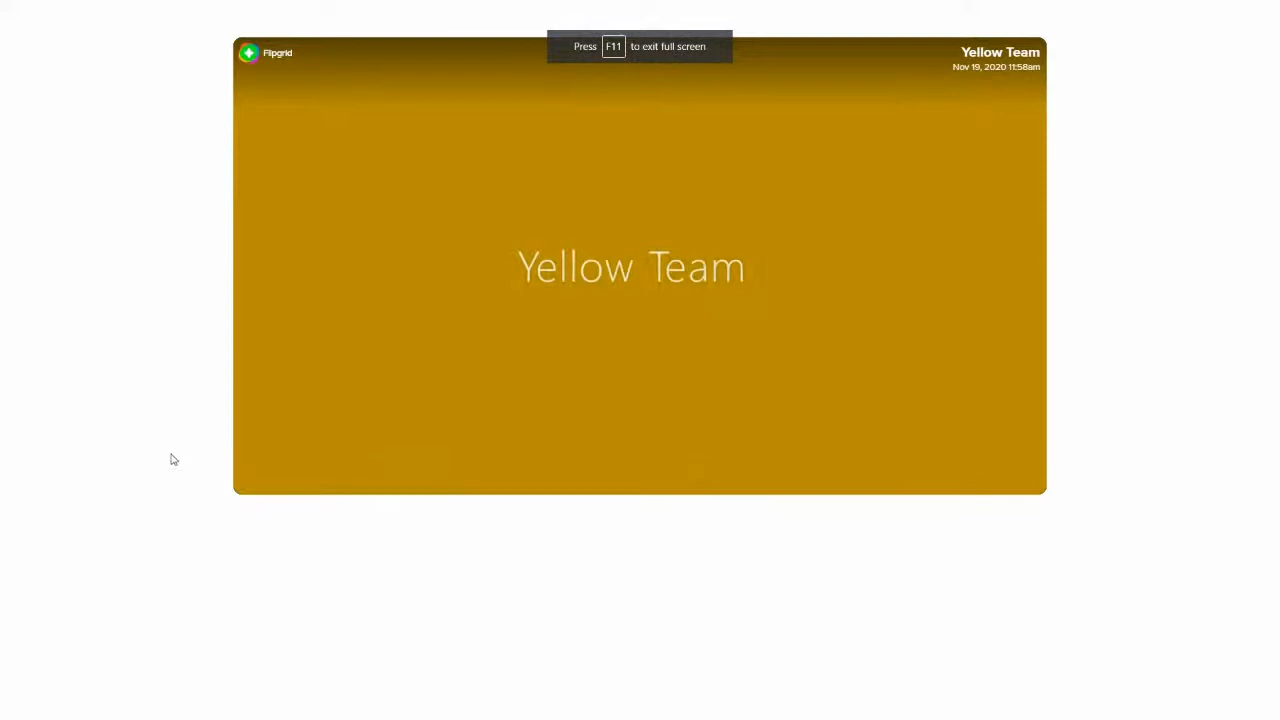 Flipgrid
Press F11 to exit full screen
Yellow Team
Nov 19, 2020 11:58am
Yellow Team